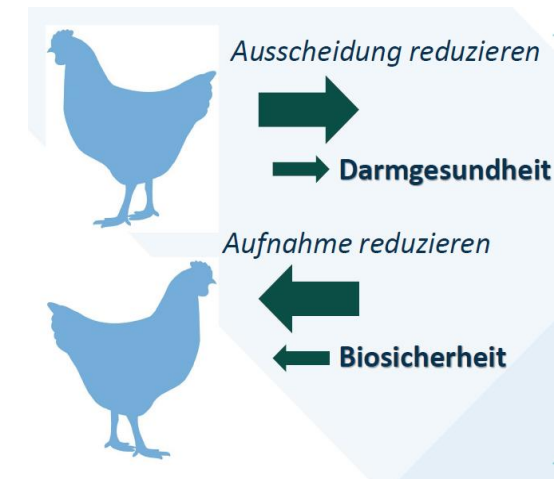 Ausscheidung reduzieren
Darmgesundheit
Aufnahme reduzieren
Biosicherheit